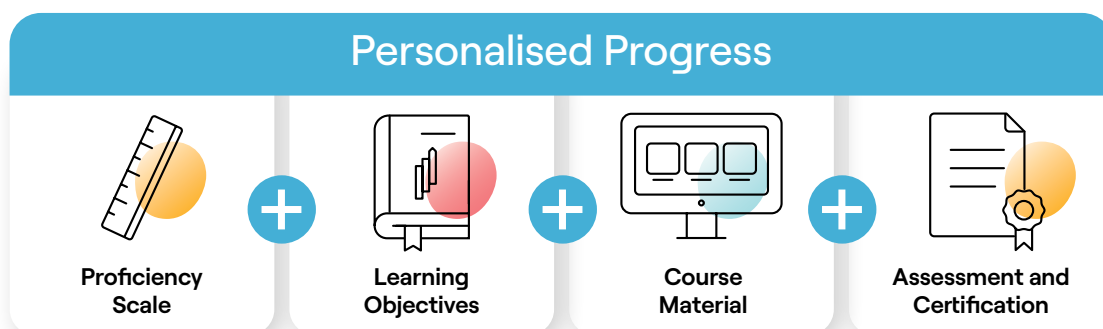 Personalised Progress
Proficiency
Scale
Learning
Objectives
Course
Material
Assessment and
Certification